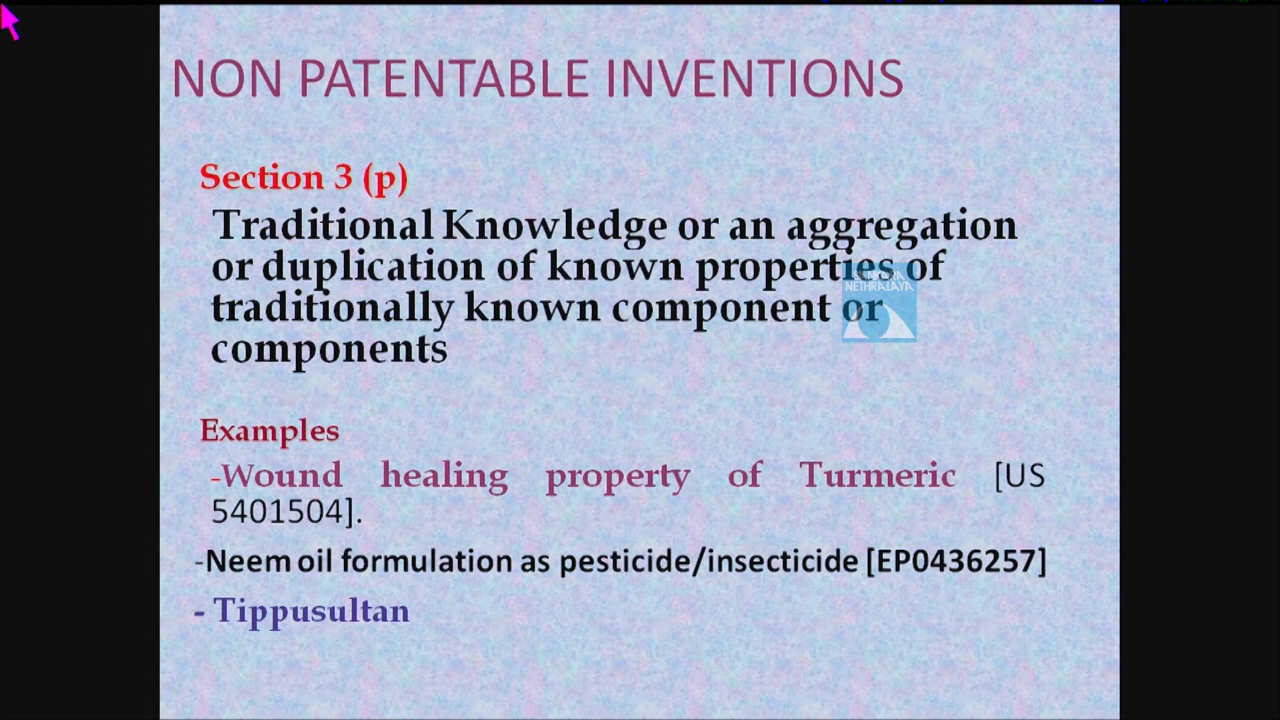 NON PATENTABLE INVENTIONS
Section 3 (p)
Traditional Knowledge or an aggregation
or duplication of known properties of
traditionally known component or
components
Examples
-Wound healing property of Turmeric [US
5401504].
-Neem oil formulation as pesticide/insecticide [EP0436257]
- Tippusultan
NETHRALAYA